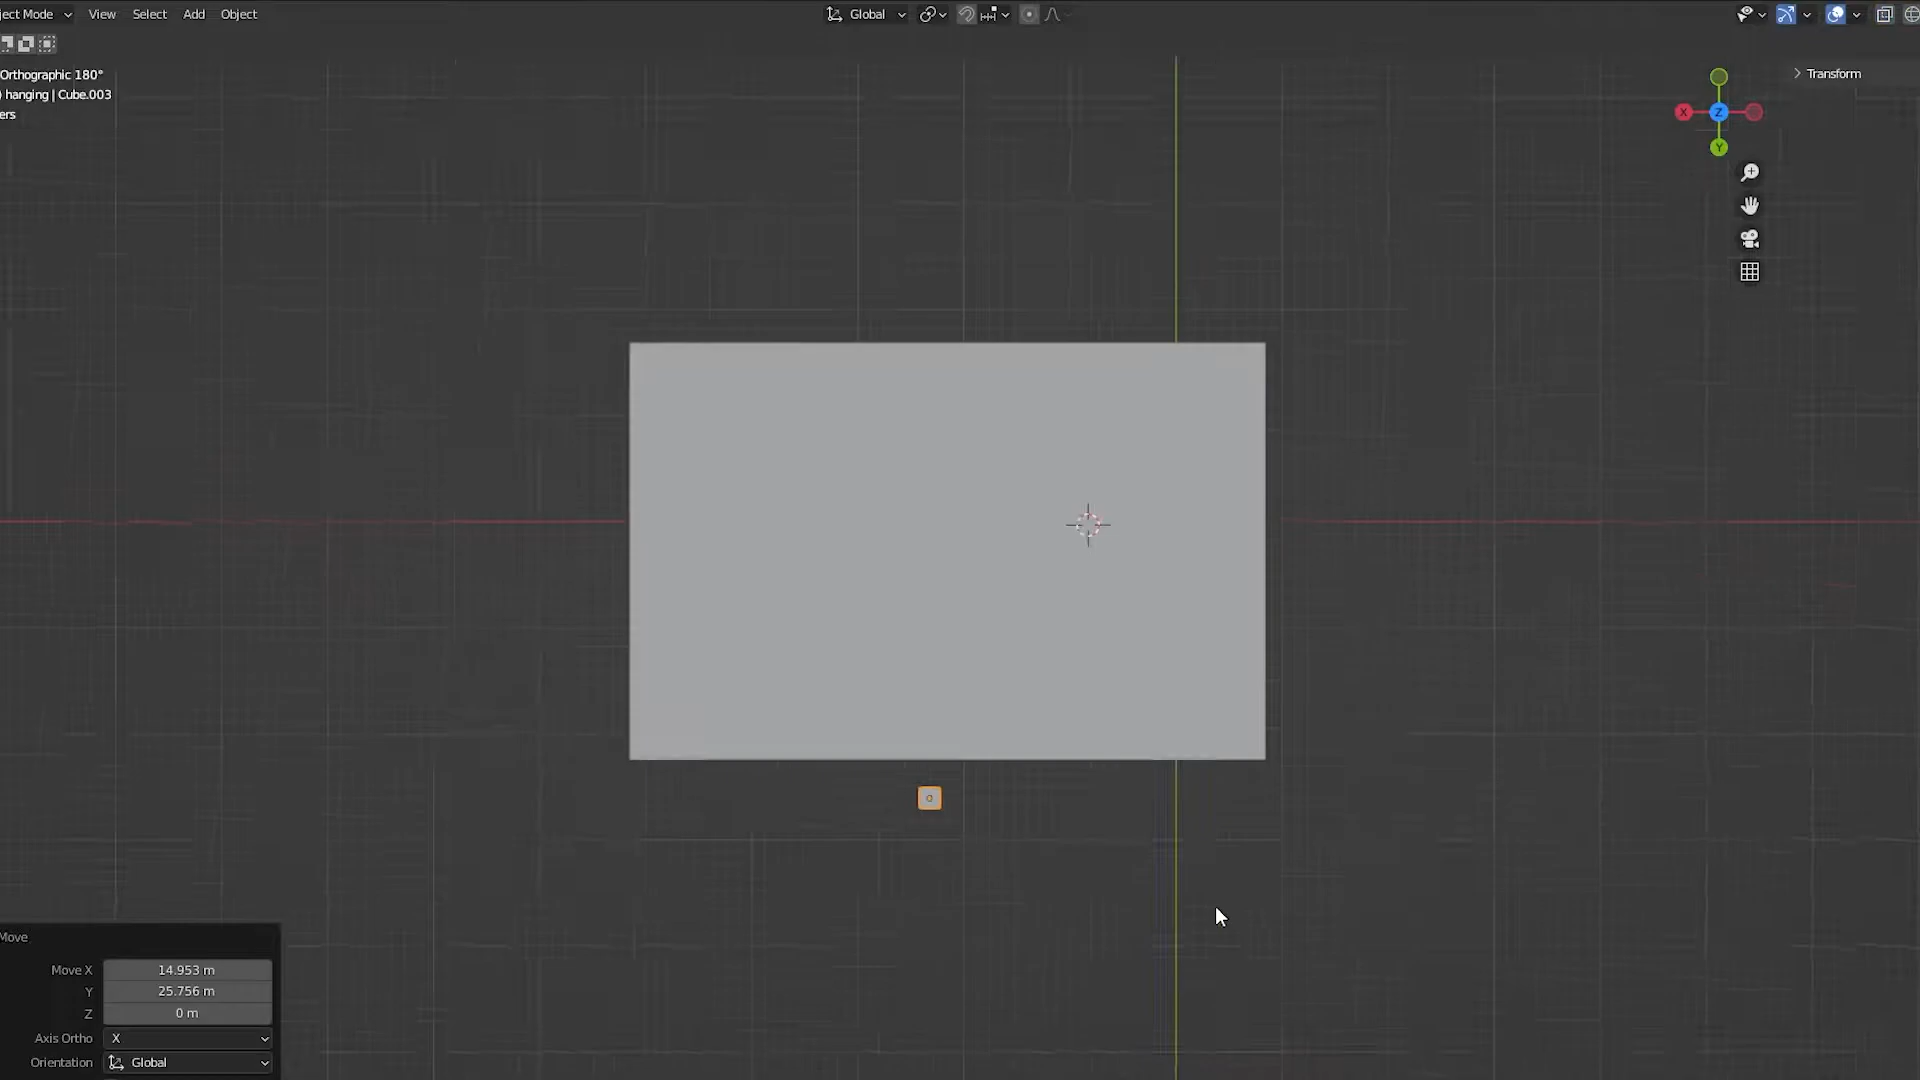 ject Mode View Select Add Object Global
Orthographic 180°
) hanging | Cube.003
ers
Transform
X Z
Y
Move
Move X 14.953 m
Y 25.756 m
Z 0 m
Axis Ortho X
Orientation Global